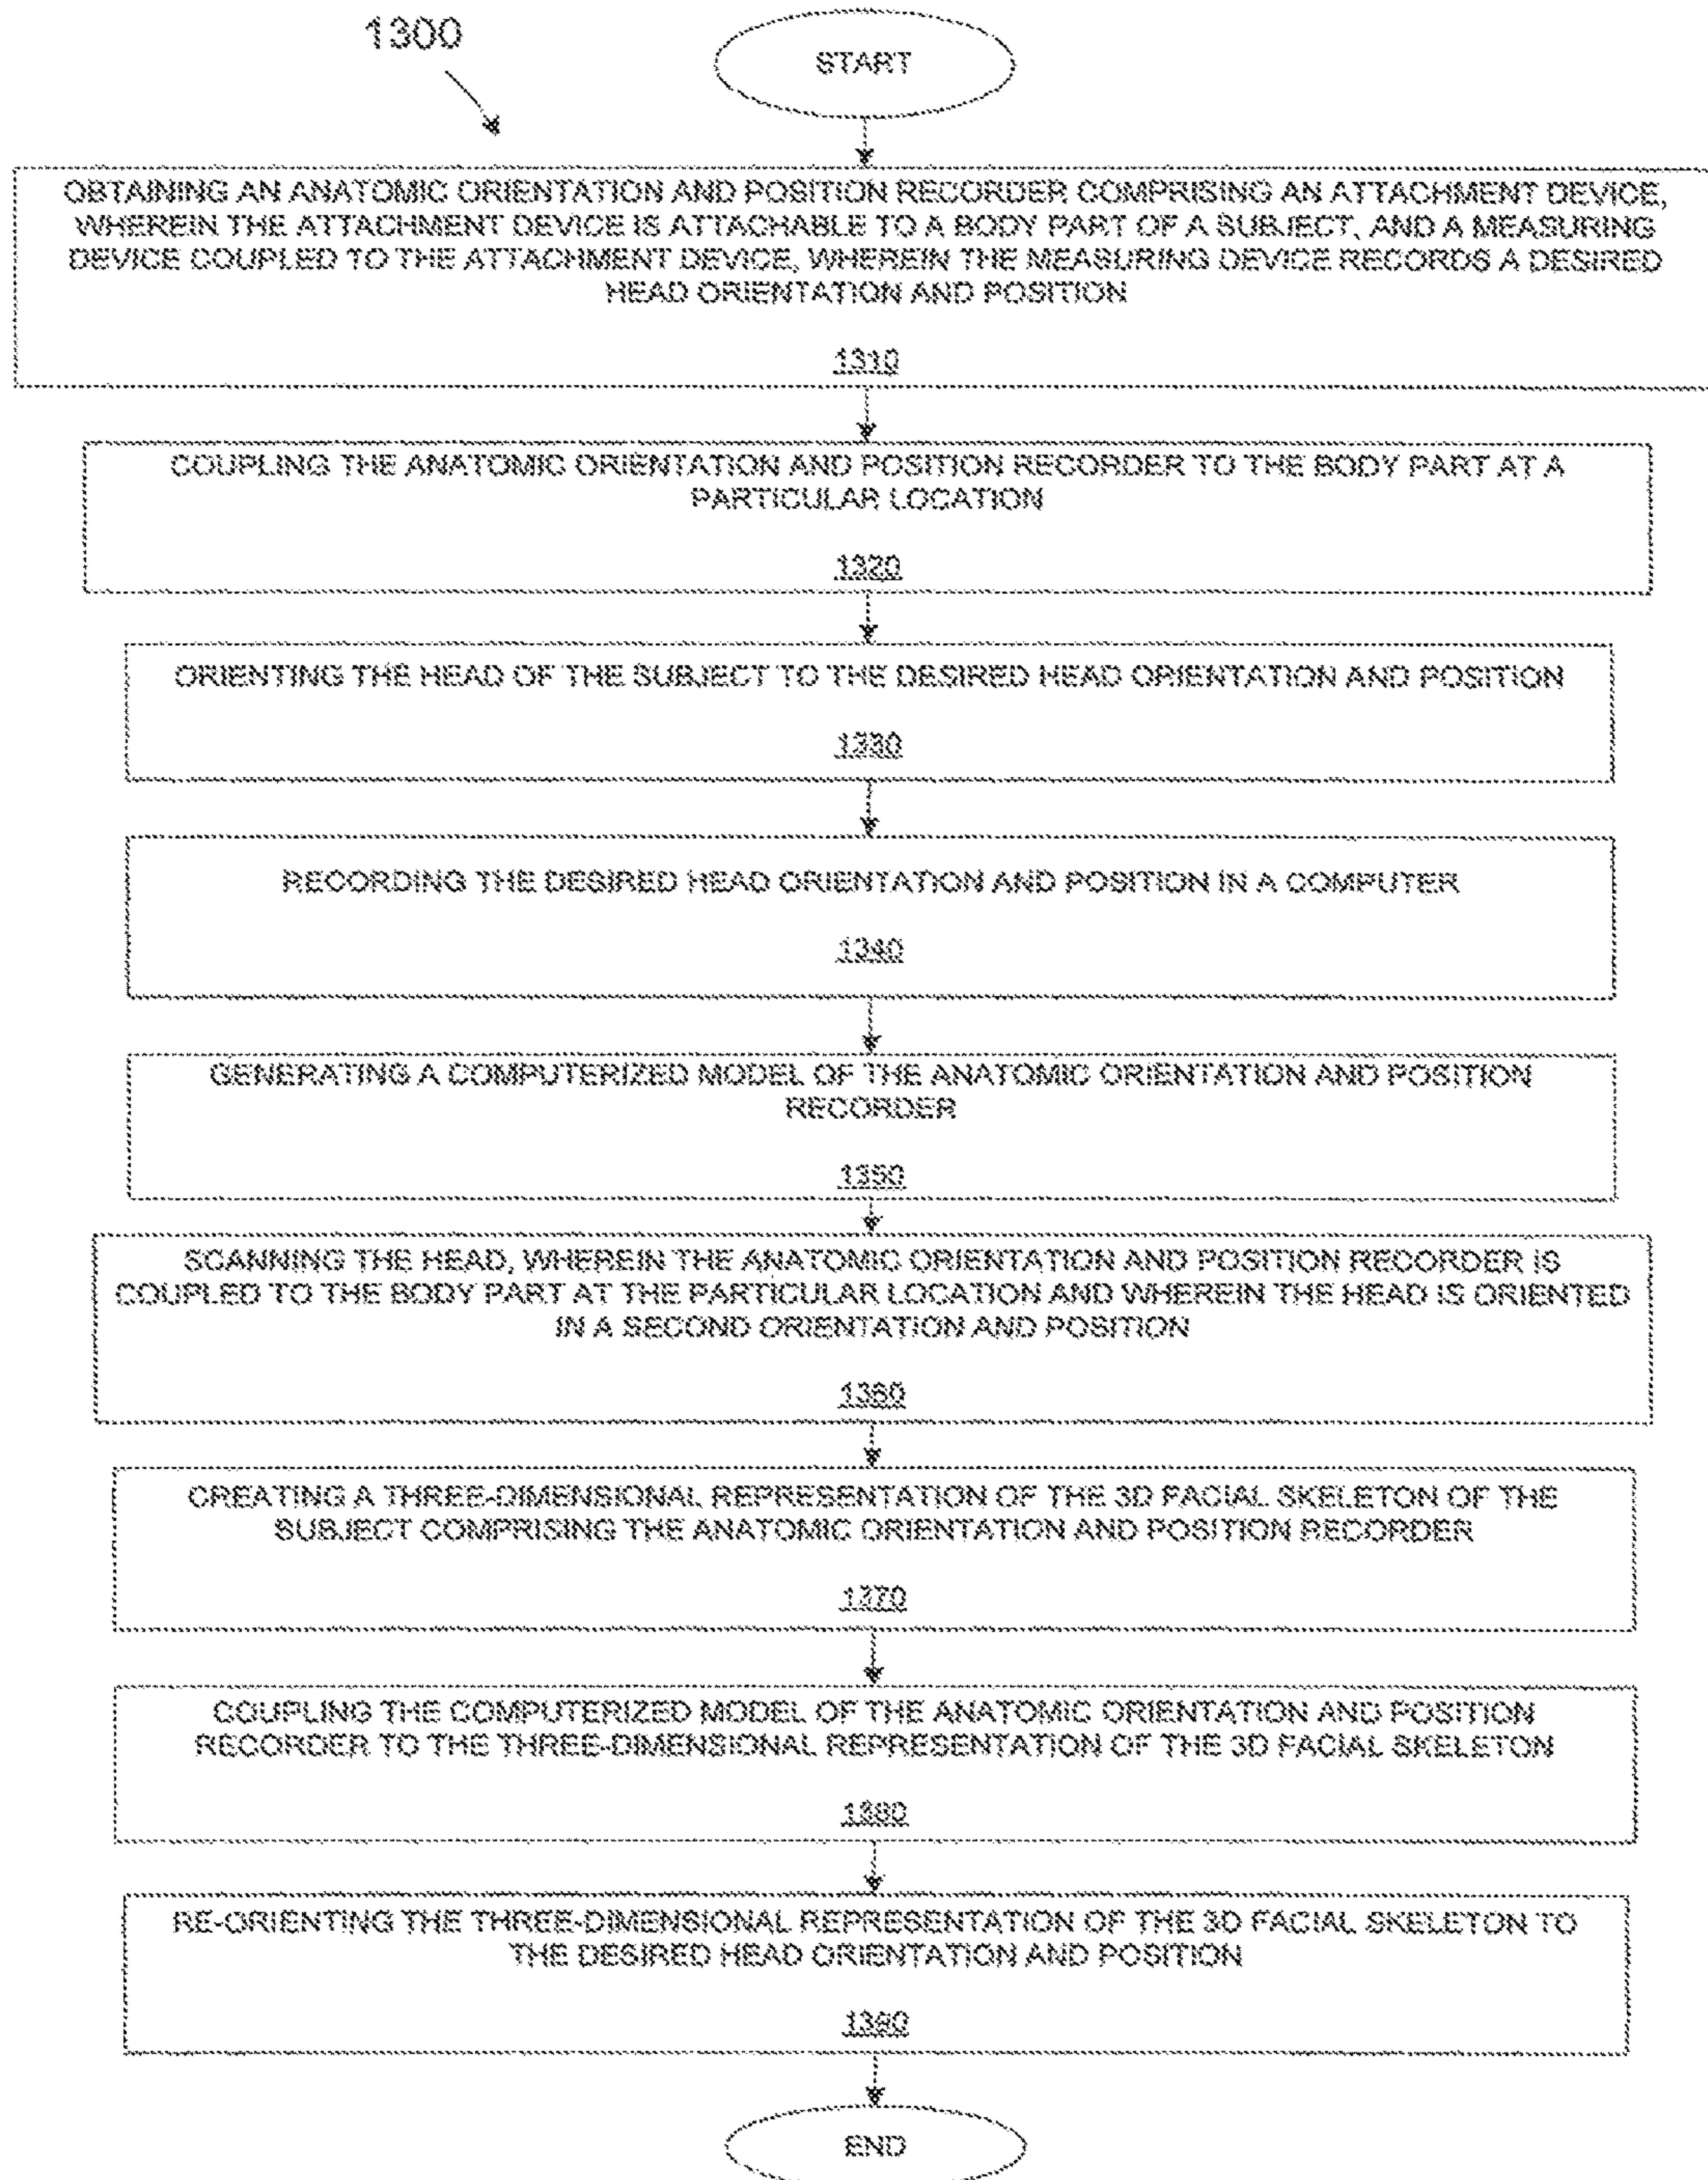 1300
START
OBTAINING AN ANATOMIC ORIENTATION AND POSITION RECORDER COMPRISING AN ATTACHMENT DEVICE,
WHEREIN THE ATTACHMENT DEVICE IS ATTACHABLE TO A BODY PART OF A SUBJECT, AND A MEASURING
DEVICE COUPLED TO THE ATTACHMENT DEVICE, WHEREIN THE MEASURING DEVICE RECORDS A DESIRED
HEAD ORIENTATION AND POSITION
1310
COUPLING THE ANATOMIC ORIENTATION AND POSITION RECORDER TO THE BODY PART AT A
PARTICULAR LOCATION
1320
ORIENTING THE HEAD OF THE SUBJECT TO THE DESIRED HEAD ORIENTATION AND POSITION
1330
RECORDING THE DESIRED HEAD ORIENTATION AND POSITION IN A COMPUTER
1340
GENERATING A COMPUTERIZED MODEL OF THE ANATOMIC ORIENTATION AND POSITION
RECORDER
1350
SCANNING THE HEAD, WHEREIN THE ANATOMIC ORIENTATION AND POSITION RECORDER IS
COUPLED TO THE BODY PART AT THE PARTICULAR LOCATION AND WHEREIN THE HEAD IS ORIENTED
IN A SECOND ORIENTATION AND POSITION
1360
CREATING A THREE-DIMENSIONAL REPRESENTATION OF THE 3D FACIAL SKELETON OF THE
SUBJECT COMPRISING THE ANATOMIC ORIENTATION AND POSITION RECORDER
1370
COUPLING THE COMPUTERIZED MODEL OF THE ANATOMIC ORIENTATION AND POSITION
RECORDER TO THE THREE-DIMENSIONAL REPRESENTATION OF THE 3D FACIAL SKELETON
1380
RE-ORIENTING THE THREE-DIMENSIONAL REPRESENTATION OF THE 3D FACIAL SKELETON TO
THE DESIRED HEAD ORIENTATION AND POSITION
1390
END